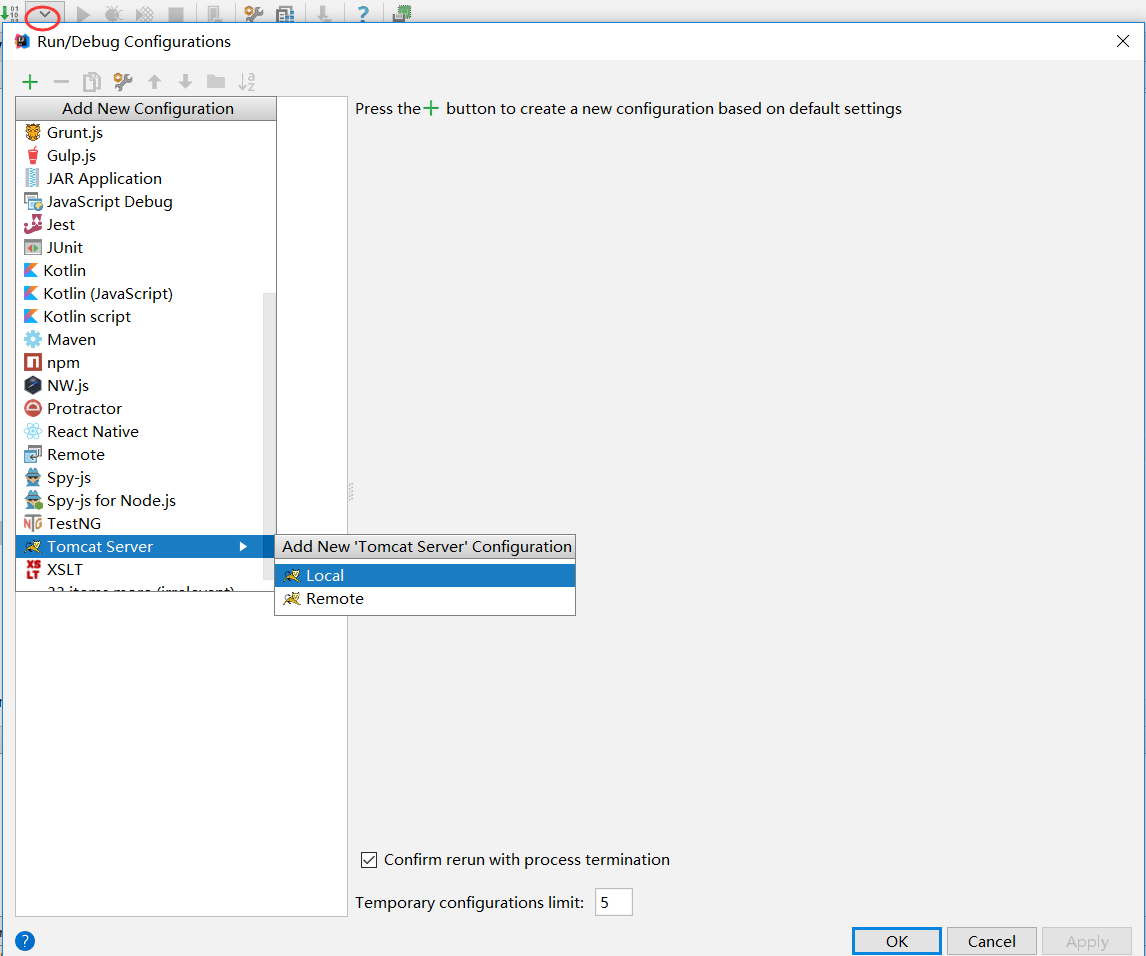 Run/Debug Configurations
Add New Configuration
Press the + button to create a new configuration based on default settings
Grunt.js
Gulp.js
JAR Application
JavaScript Debug
Jest
JUnit
Kotlin
Kotlin (JavaScript)
Kotlin script
Maven
npm
NW.js
Protractor
React Native
Remote
Spy-js
Spy-js for Node.js
TestNG
Tomcat Server
Add New 'Tomcat Server' Configuration
XSLT
Local
Remote
items more (irrelevant)
Confirm rerun with process termination
Temporary configurations limit: 5
OK
Cancel
Apply